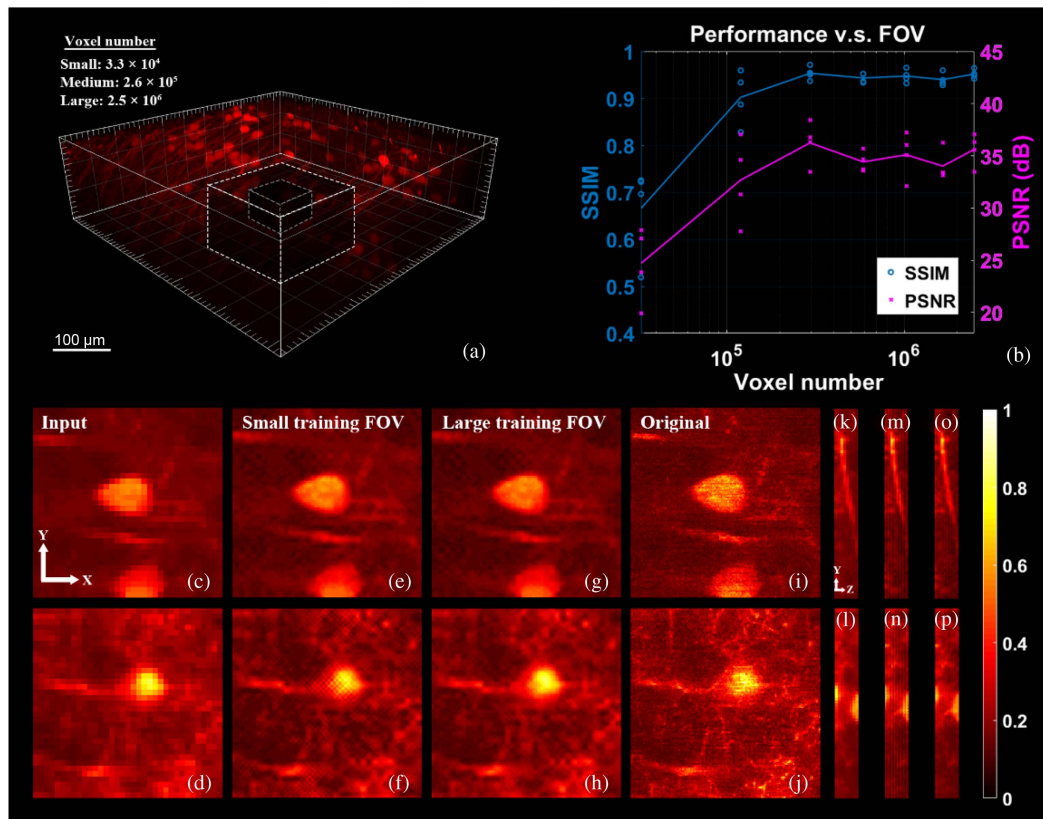 Voxel number
Small: 3.3 × 10⁴
Medium: 2.6 × 10⁵
Large: 2.5 × 10⁶
100 μm
(a)
Performance v.s. FOV
1
0.9
0.8
0.7
0.6
0.5
0.4
SSIM
45
40
35
30
25
20
PSNR (dB)
SSIM
PSNR
10⁵
10⁶
Voxel number
(b)
Input
Small training FOV
Large training FOV
Original
(k)
(m)
(o)
Y
X
(c)
(e)
(g)
(i)
Y
Z
(l)
(n)
(p)
(d)
(f)
(h)
(j)
1
0.8
0.6
0.4
0.2
0